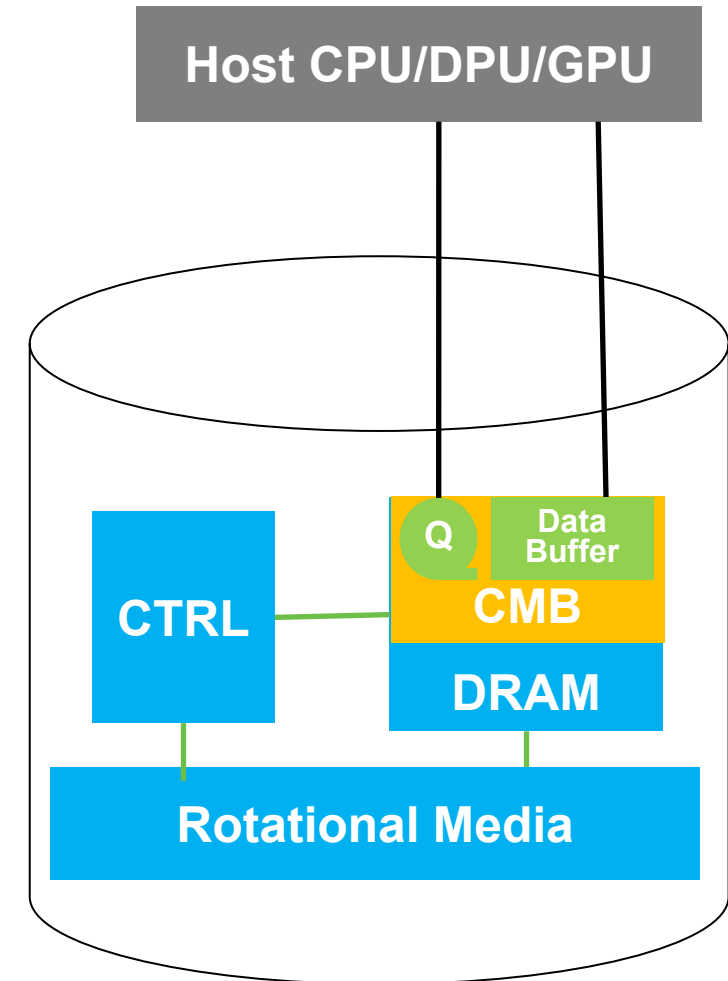 Host CPU/DPU/GPU
Q
Data
Buffer
CTRL
CMB
DRAM
Rotational Media